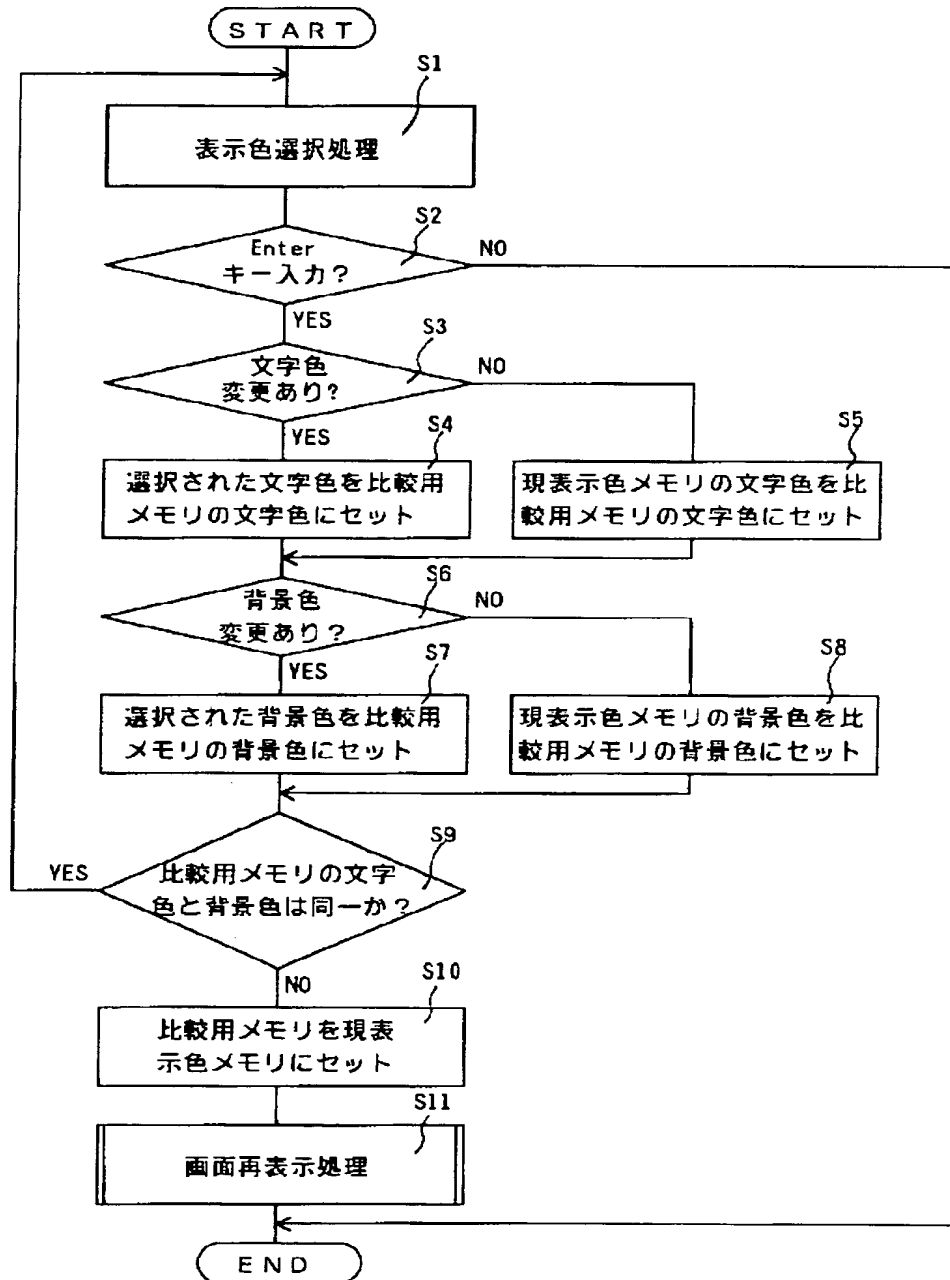 START
S1
表示色選択処理
S2
Enter
キー入力?
NO
YES
S3
文字色
変更あり?
NO
YES
S4
選択された文字色を比較用
メモリの文字色にセット
S5
現表示色メモリの文字色を比
較用メモリの文字色にセット
S6
背景色
変更あり?
NO
YES
S7
選択された背景色を比較用
メモリの背景色にセット
S8
現表示色メモリの背景色を比
較用メモリの背景色にセット
S9
YES
比較用メモリの文字
色と背景色は同一か?
NO
S10
比較用メモリを現表
示色メモリにセット
S11
画面再表示処理
END